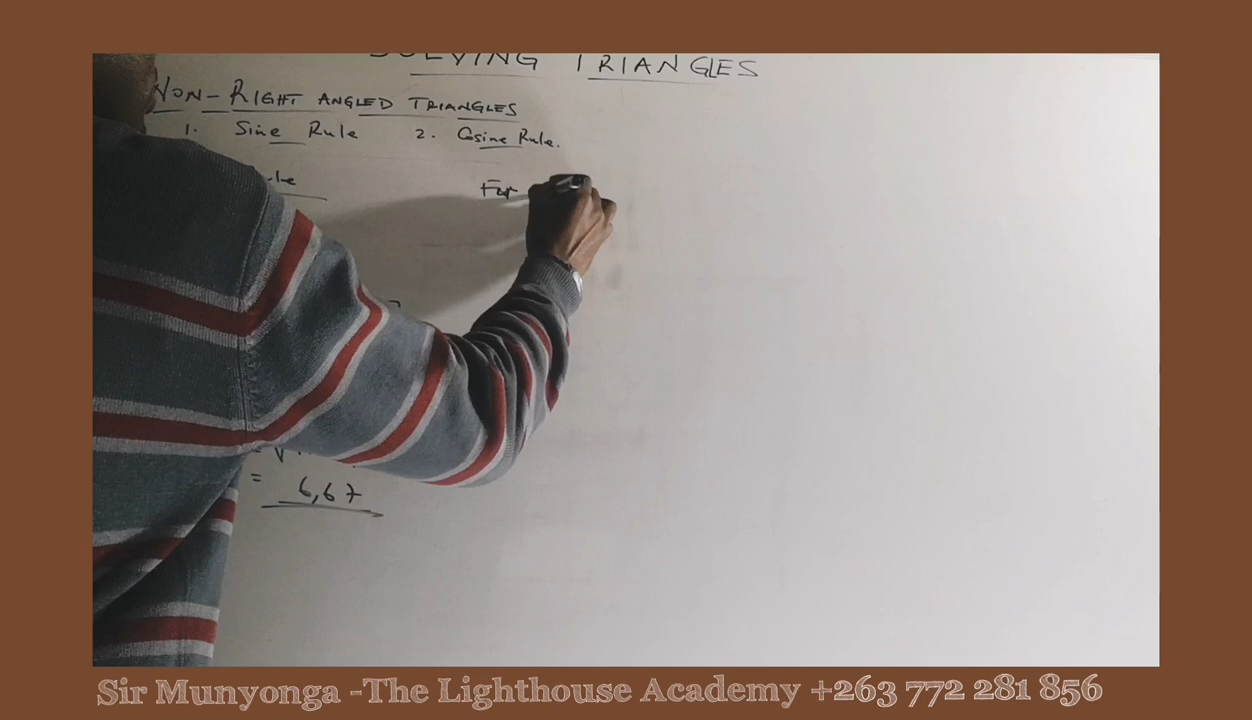 SOLVING TRIANGLES
NON-RIGHT ANGLED TRIANGLES
1. Sine Rule 2. Cosine Rule.
For
= 6,67
Sir Munyonga -The Lighthouse Academy +263 772 281 856